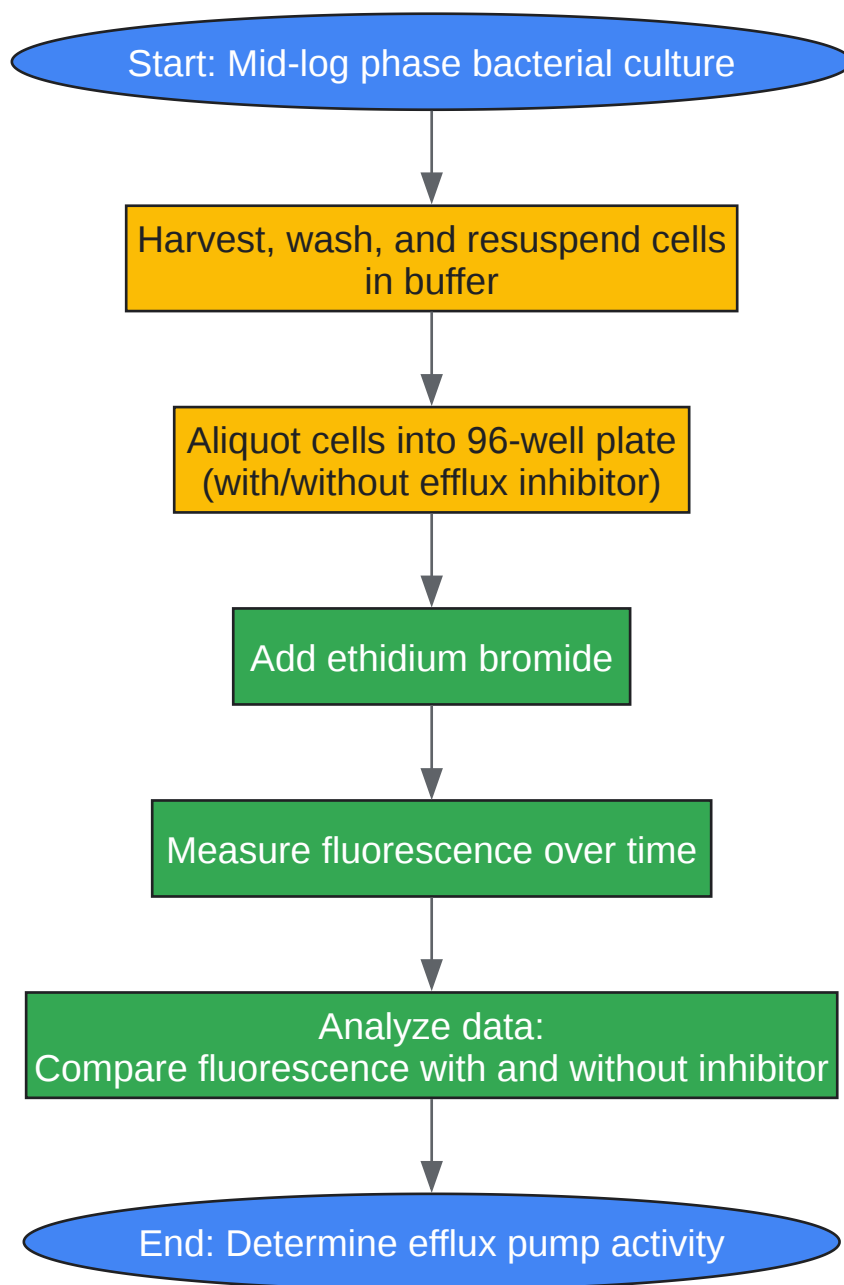 Start: Mid-log phase bacterial culture
Harvest, wash, and resuspend cells
in buffer
Aliquot cells into 96-well plate
(with/without efflux inhibitor)
Add ethidium bromide
Measure fluorescence over time
Analyze data:
Compare fluorescence with and without inhibitor
End: Determine efflux pump activity